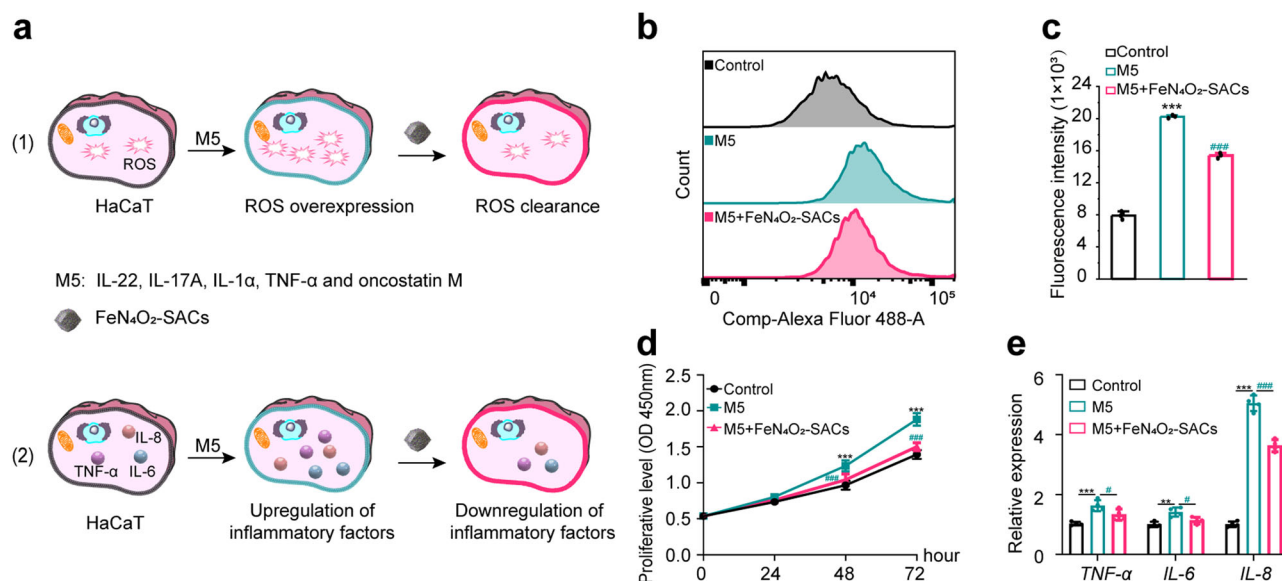 a
(1)
ROS
M5
HaCaT
ROS overexpression
ROS clearance
M5: IL-22, IL-17A, IL-1α, TNF-α and oncostatin M
FeN₄O₂-SACs
(2)
IL-8
TNF-α
IL-6
M5
HaCaT
Upregulation of
inflammatory factors
Downregulation of
inflammatory factors
b
Control
M5
M5+FeN₄O₂-SACs
Count
0
10⁴
10⁵
Comp-Alexa Fluor 488-A
c
Control
M5
M5+FeN₄O₂-SACs
Fluorescence intensity (1×10³)
24
20
16
12
8
4
0
***
###
d
Control
M5
M5+FeN₄O₂-SACs
Proliferative level (OD 450nm)
2.5
2.0
1.5
1.0
0.5
0.0
***
###
***
###
0
24
48
72
hour
e
Control
M5
M5+FeN₄O₂-SACs
Relative expression
6
4
2
0
***
#
**
#
***
###
TNF-α
IL-6
IL-8